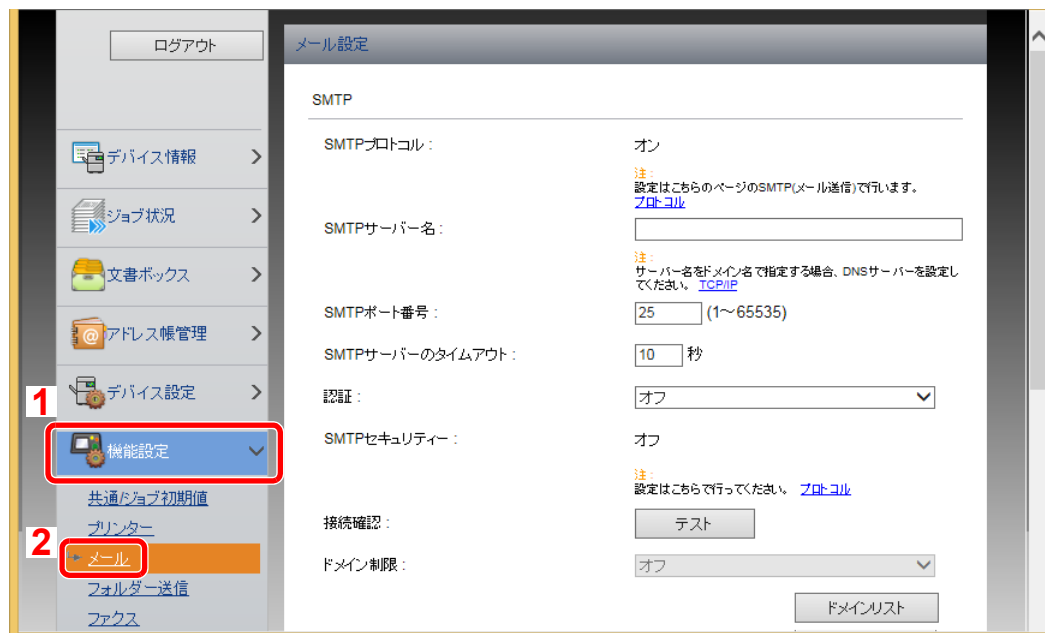 ログアウト
デバイス情報
ジョブ状況
文書ボックス
アドレス帳管理
デバイス設定
1
機能設定
共通/ジョブ初期値
プリンター
2
メール
フォルダー送信
ファクス
メール設定
SMTP
SMTPプロトコル : オン
注 :
設定はこちらのページのSMTP(メール送信)で行います。
プロトコル
SMTPサーバー名 :
注 :
サーバー名をドメイン名で指定する場合、DNSサーバーを設定し
てください。 TCP/IP
SMTPポート番号 : 25 (1～65535)
SMTPサーバーのタイムアウト : 10 秒
認証 : オフ
SMTPセキュリティー : オフ
注 :
設定はこちらで行ってください。 プロトコル
接続確認 : テスト
ドメイン制限 : オフ
ドメインリスト